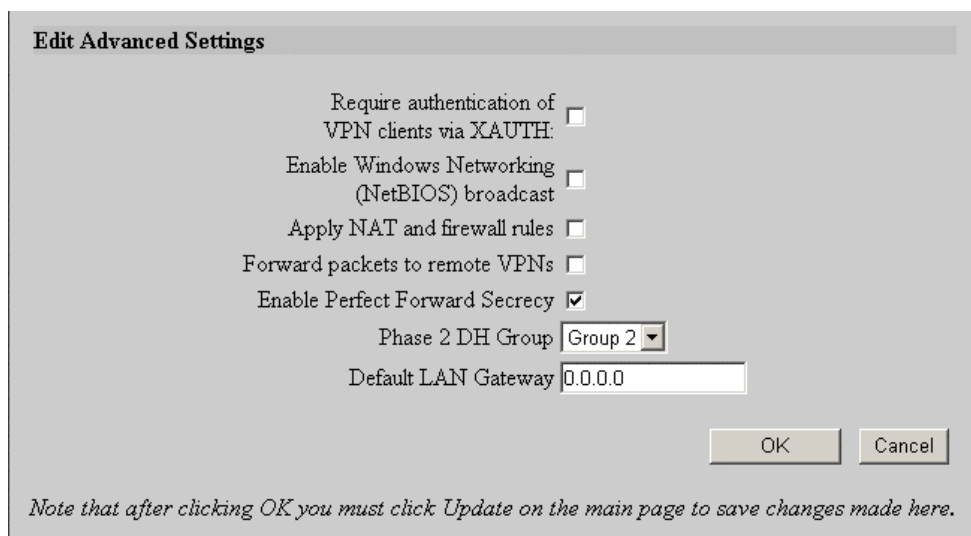 Edit Advanced Settings
Require authentication of
VPN clients via XAUTH:
Enable Windows Networking
(NetBIOS) broadcast
Apply NAT and firewall rules
Forward packets to remote VPNs
Enable Perfect Forward Secrecy
Phase 2 DH Group Group 2
Default LAN Gateway 0.0.0.0
OK Cancel
Note that after clicking OK you must click Update on the main page to save changes made here.